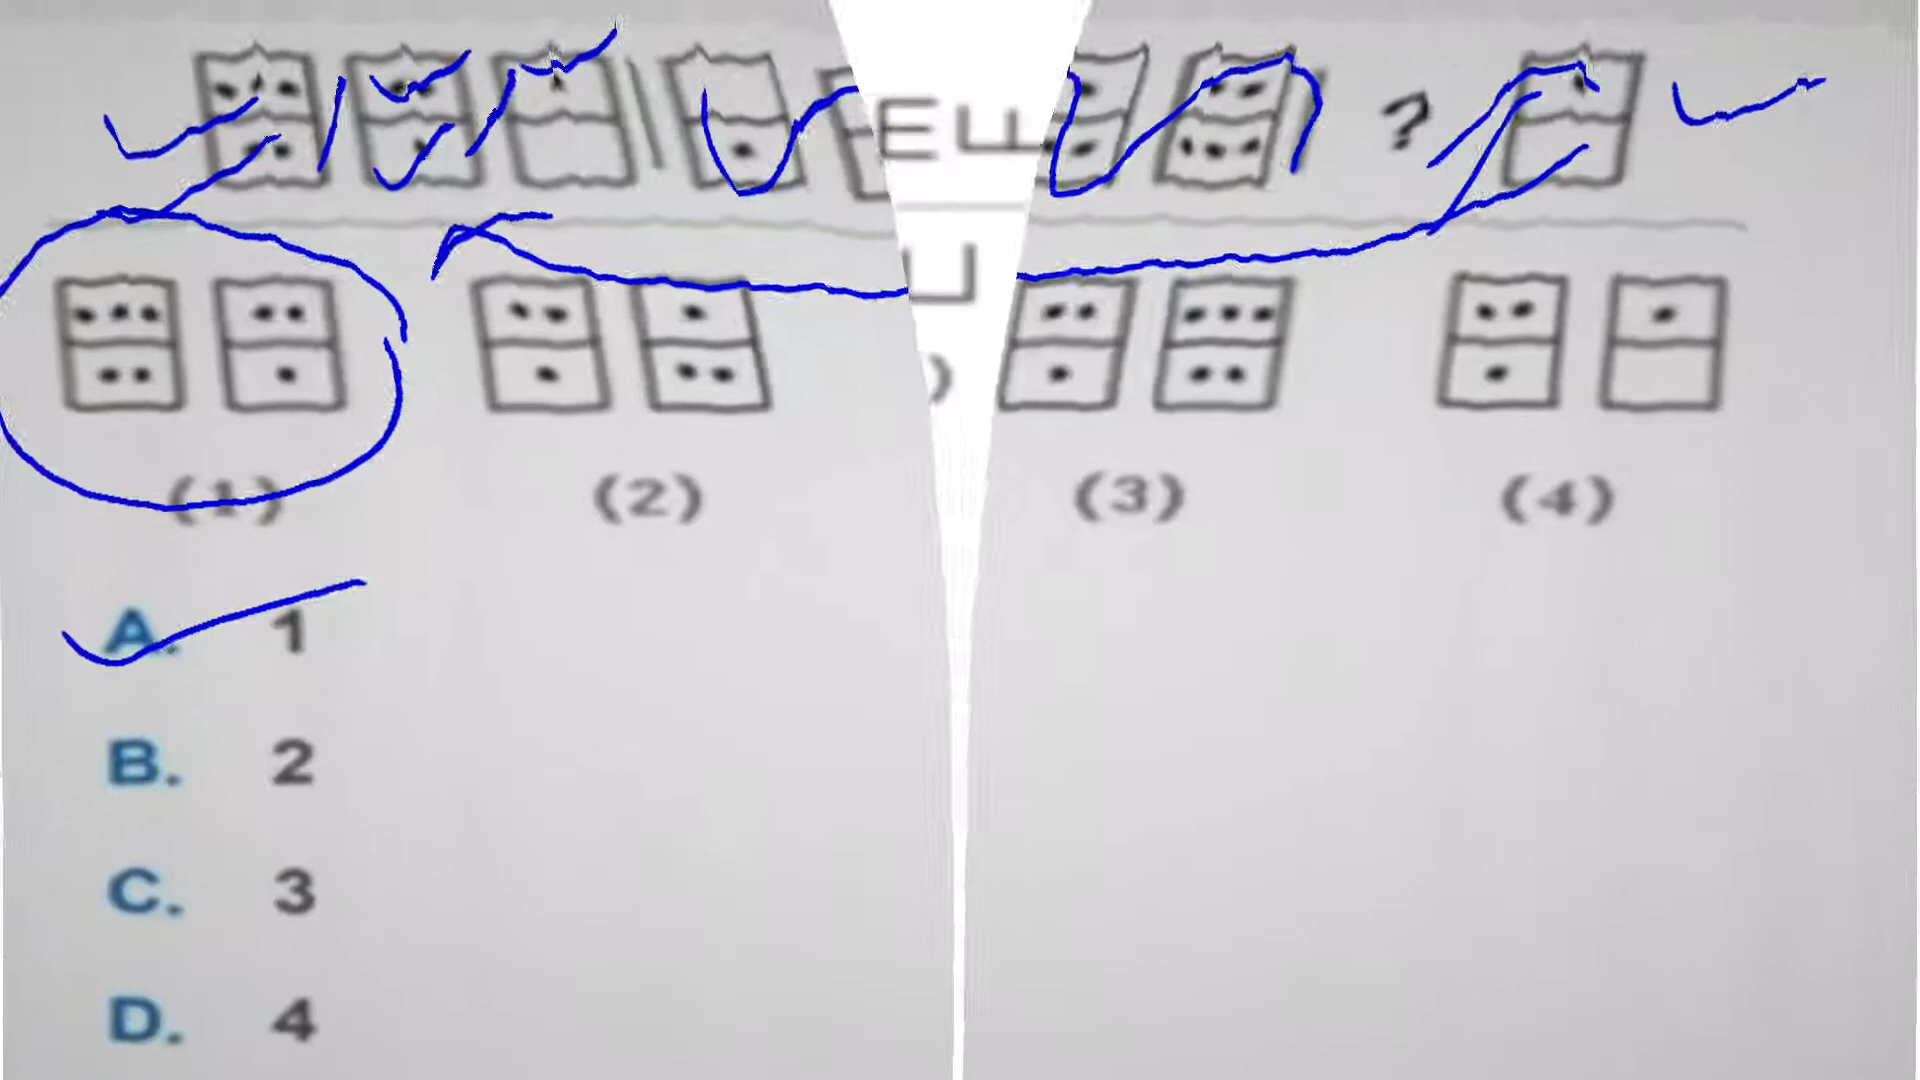 ?
(1) (2) (3) (4)
A. 1
B. 2
C. 3
D. 4